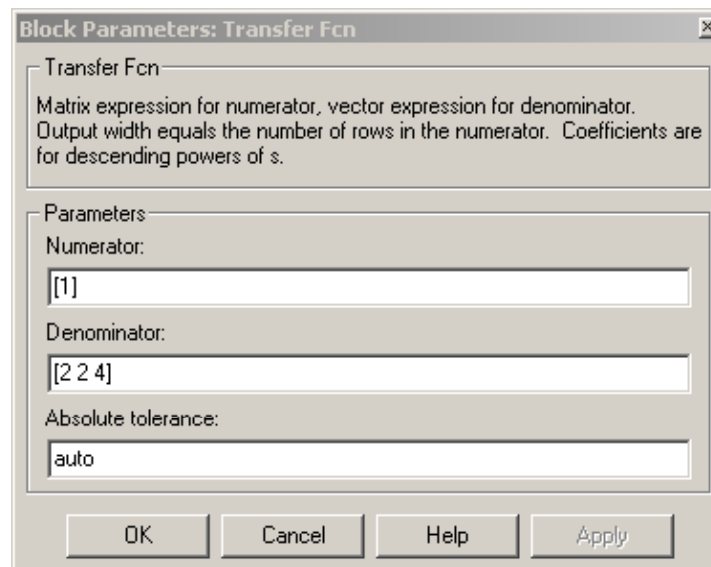 Block Parameters: Transfer Fcn
Transfer Fcn
Matrix expression for numerator, vector expression for denominator.
Output width equals the number of rows in the numerator. Coefficients are
for descending powers of s.
Parameters
Numerator:
[1]
Denominator:
[2 2 4]
Absolute tolerance:
auto
OK Cancel Help Apply